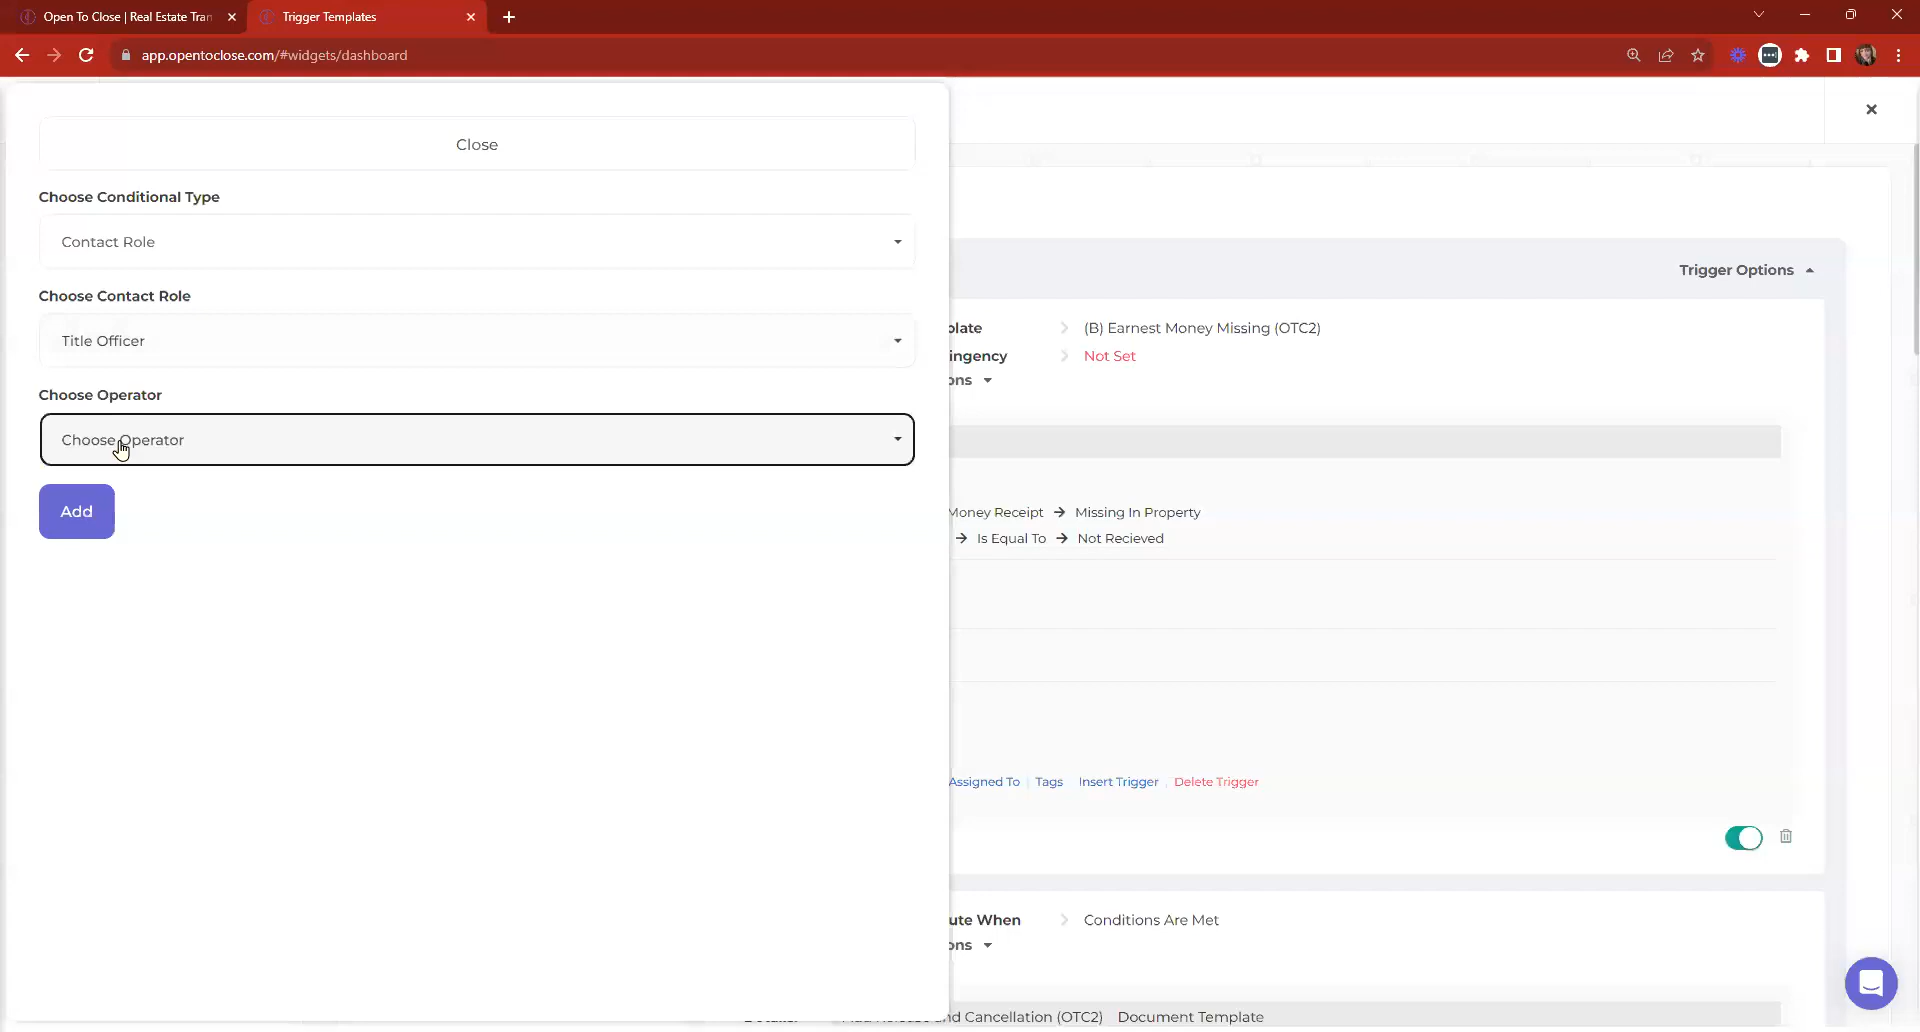 Open To Close | Real Estate Tran
Trigger Templates
app.opentoclose.com/#widgets/dashboard
Close
Choose Conditional Type
Contact Role
Choose Contact Role
Title Officer
Choose Operator
Choose Operator
Add
Trigger Options
plate
(B) Earnest Money Missing (OTC2)
ingency
Not Set
ons
Money Receipt → Missing In Property
→ Is Equal To → Not Recieved
Assigned To | Tags Insert Trigger Delete Trigger
ute When
Conditions Are Met
ons
nd Cancellation (OTC2) Document Template